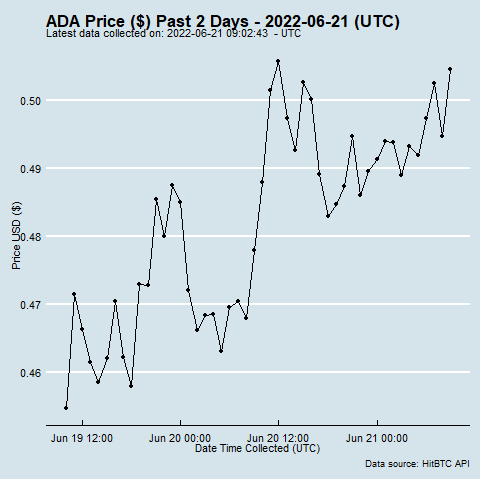 ADA Price ($) Past 2 Days - 2022-06-21 (UTC)
Latest data collected on: 2022-06-21 09:02:43 - UTC
Price USD ($)
0.50
0.49
0.48
0.47
0.46
Jun 19 12:00
Jun 20 00:00
Jun 20 12:00
Jun 21 00:00
Date Time Collected (UTC)
Data source: HitBTC API